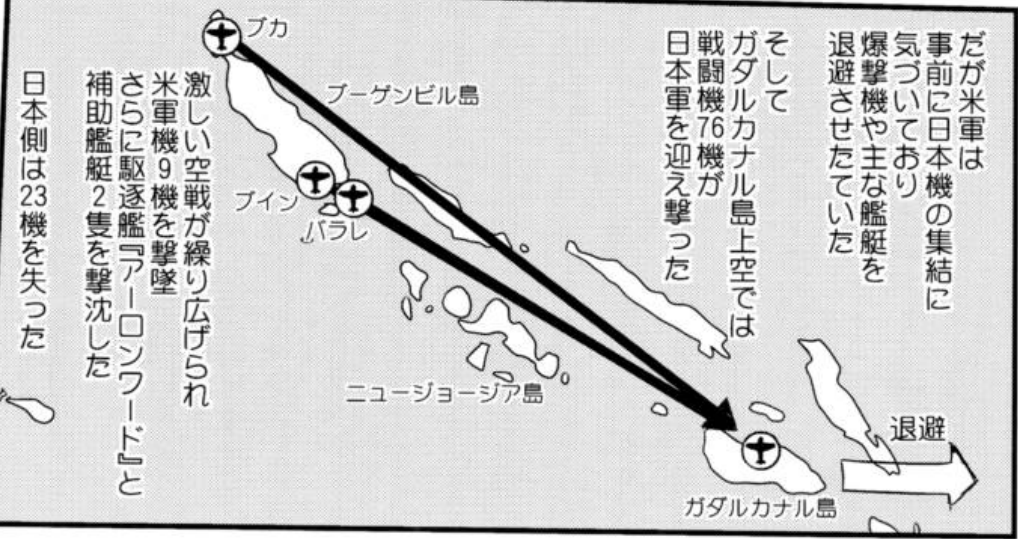 だが米軍は
事前に日本機の集結に
気づいており
爆撃機や主な艦艇を
退避させたていた
そして
ガダルカナル島上空では
戦闘機76機が
日本軍を迎え撃った
ブカ
ブーゲンビル島
ブイン
バラレ
ニュージョージア島
退避
ガダルカナル島
激しい空戦が繰り広げられ
米軍機9機を撃墜
さらに駆逐艦『アーロンワード』と
補助艦艇2隻を撃沈した
日本側は23機を失った